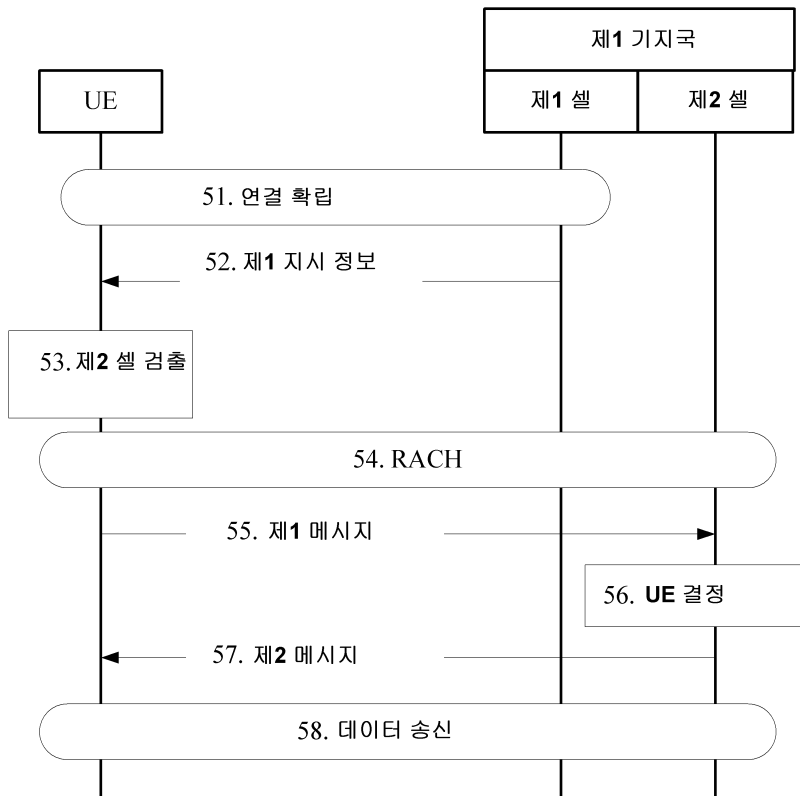 제1 기지국
UE
제1 셀
제2 셀
51. 연결 확립
52. 제1 지시 정보
53. 제2 셀 검출
54. RACH
55. 제1 메시지
56. UE 결정
57. 제2 메시지
58. 데이터 송신